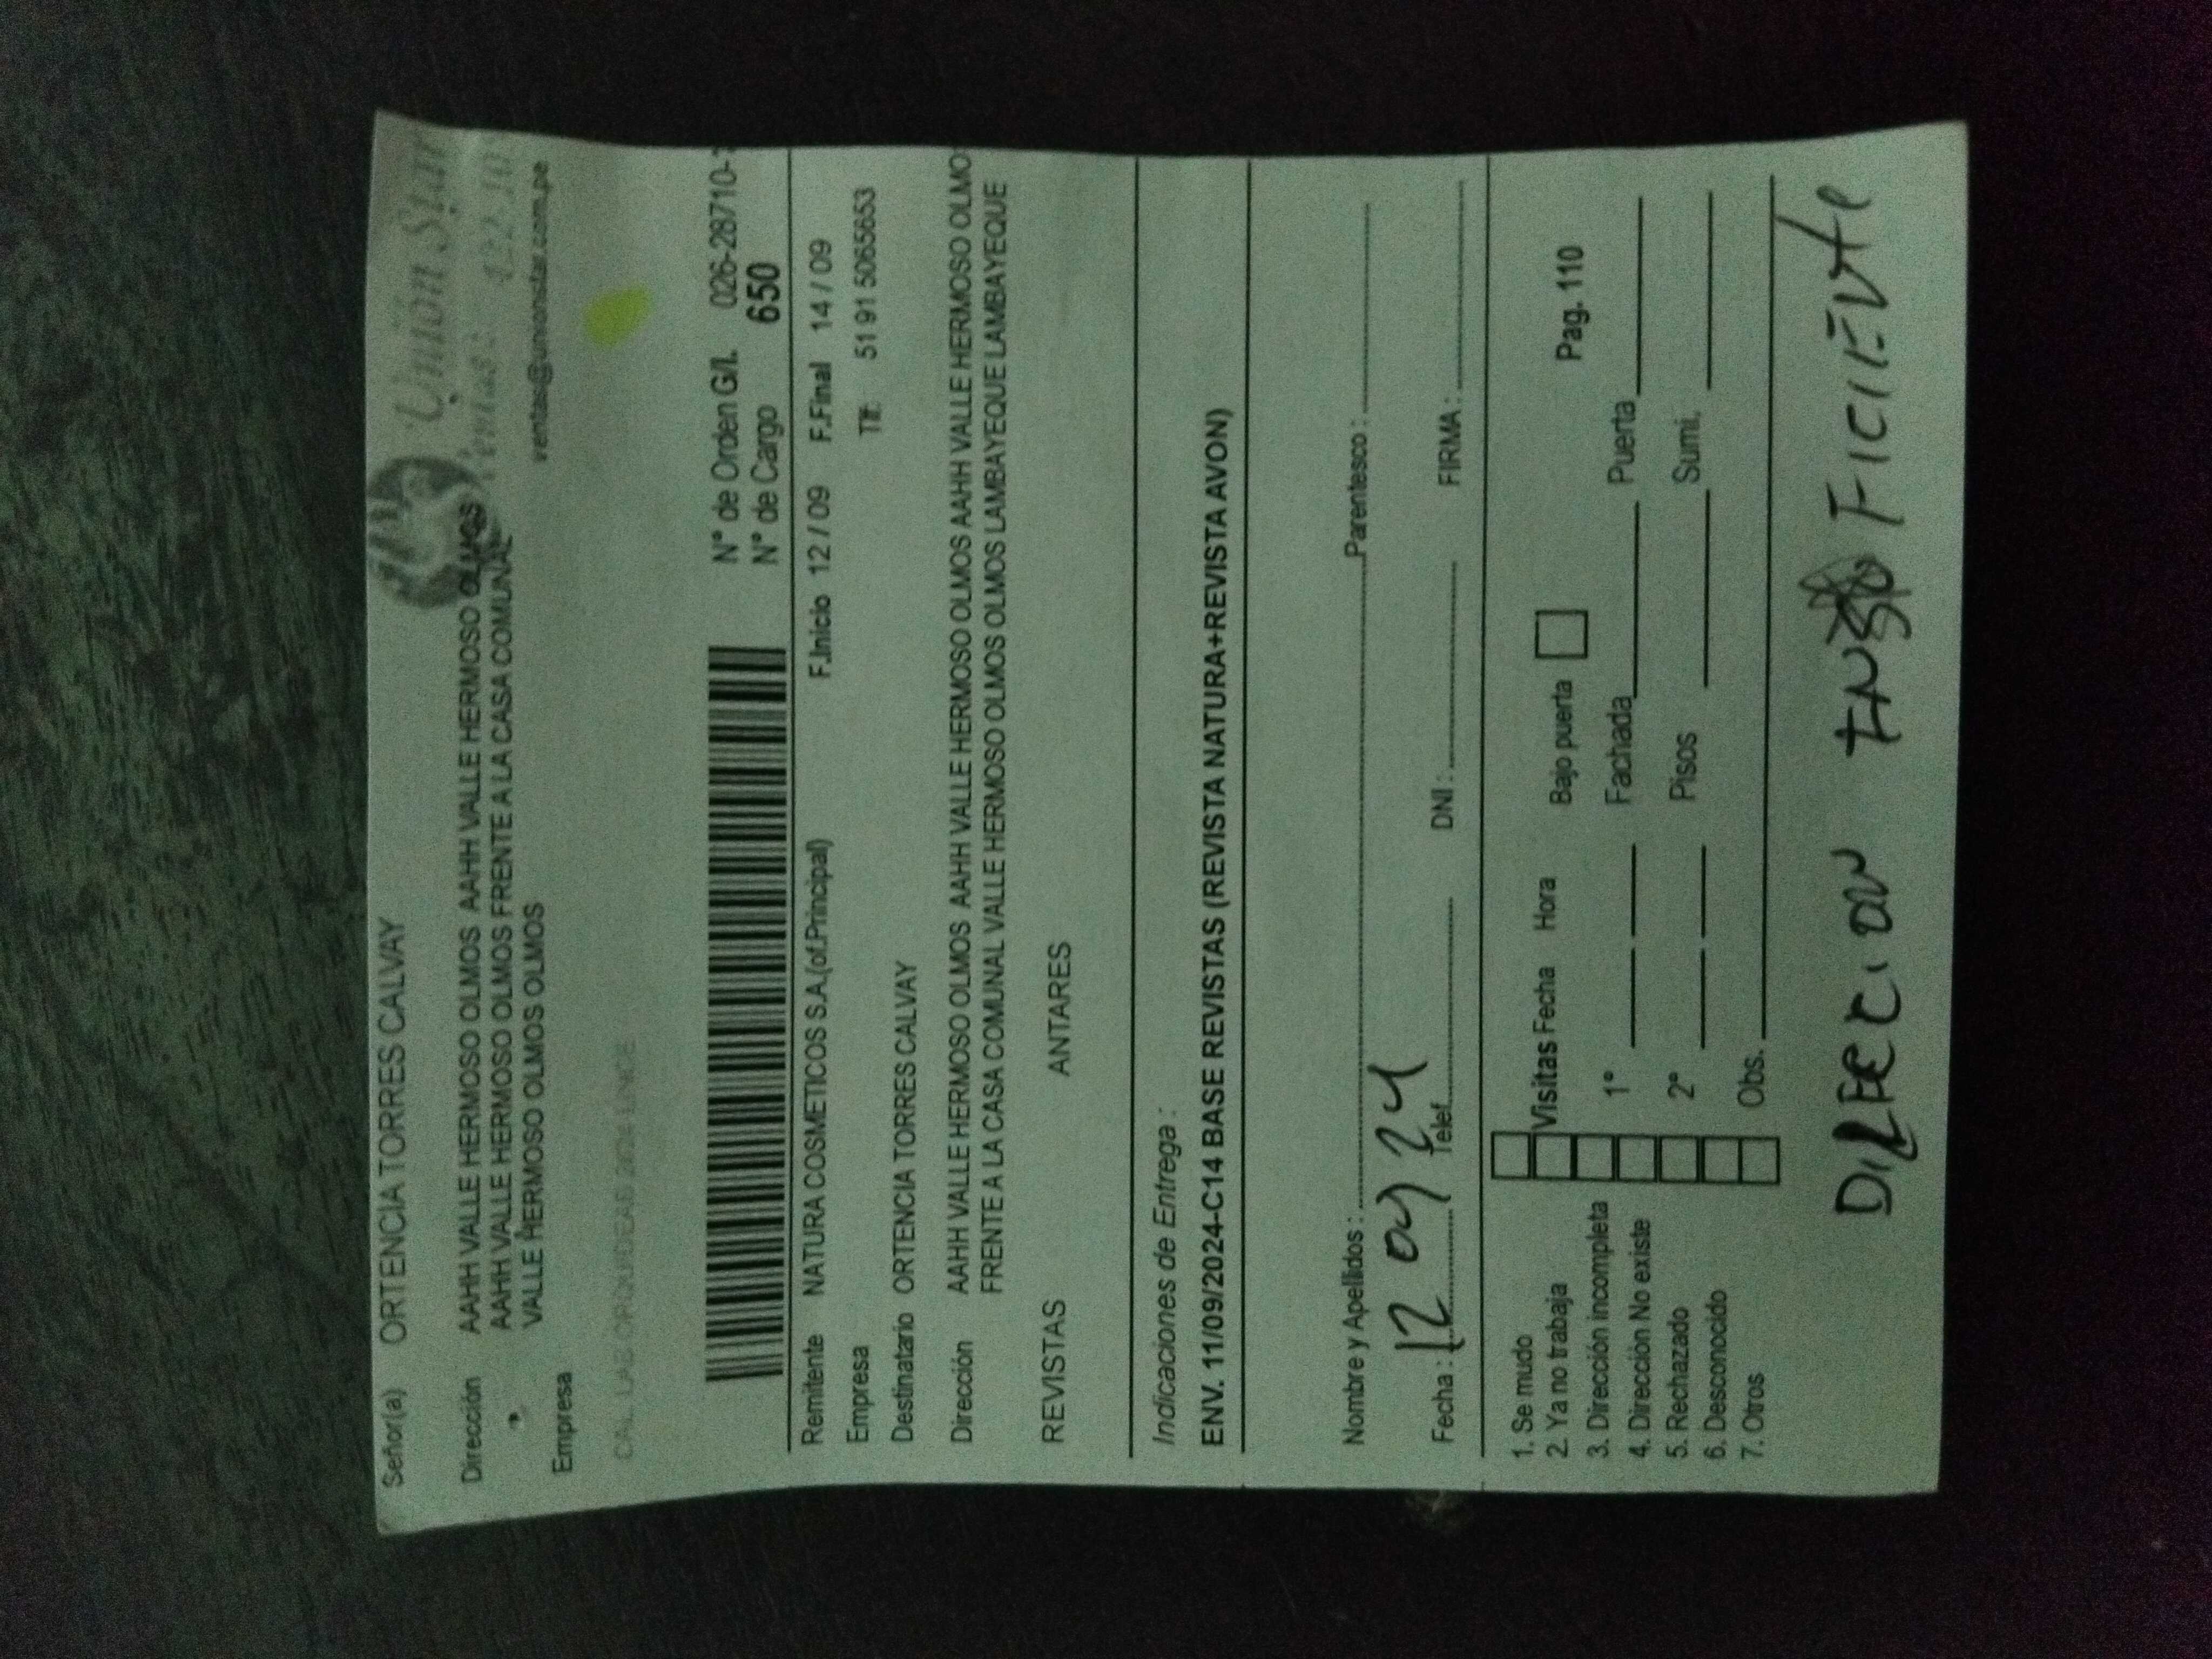 Señor(a) ORTENCIA TORRES CALVAY
Union Star
Ventas:
ventas@unionstar.com.pe
Dirección AAHH VALLE HERMOSO OLMOS AAHH VALLE HERMOSO OLMOS
AAHH VALLE HERMOSO OLMOS FRENTE A LA CASA COMUNAL
VALLE HERMOSO OLMOS OLMOS
Empresa
N° de Orden G/L 026-28710-
N° de Cargo 650
Remitente NATURA COSMETICOS S.A.(of.Principal) F.Inicio 12 / 09 F.Final 14 / 09
Empresa Tlf: 51 91 5065653
Destinatario ORTENCIA TORRES CALVAY
Dirección AAHH VALLE HERMOSO OLMOS AAHH VALLE HERMOSO OLMOS AAHH VALLE HERMOSO OLMOS AAHH VALLE HERMOSO OLMO
FRENTE A LA CASA COMUNAL VALLE HERMOSO OLMOS OLMOS LAMBAYEQUE LAMBAYEQUE
REVISTAS ANTARES
Indicaciones de Entrega :
ENV. 11/09/2024-C14 BASE REVISTAS (REVISTA NATURA+REVISTA AVON)
Nombre y Apellidos : Parentesco :
Fecha : 12 09 24 Telef. DNI : FIRMA :
1. Se mudo
2. Ya no trabaja Visitas Fecha Hora Bajo puerta Pag. 110
3. Dirección incompleta 1° Fachada Puerta
4. Dirección No existe
5. Rechazado 2° Pisos Sumi.
6. Desconocido
7. Otros Obs.